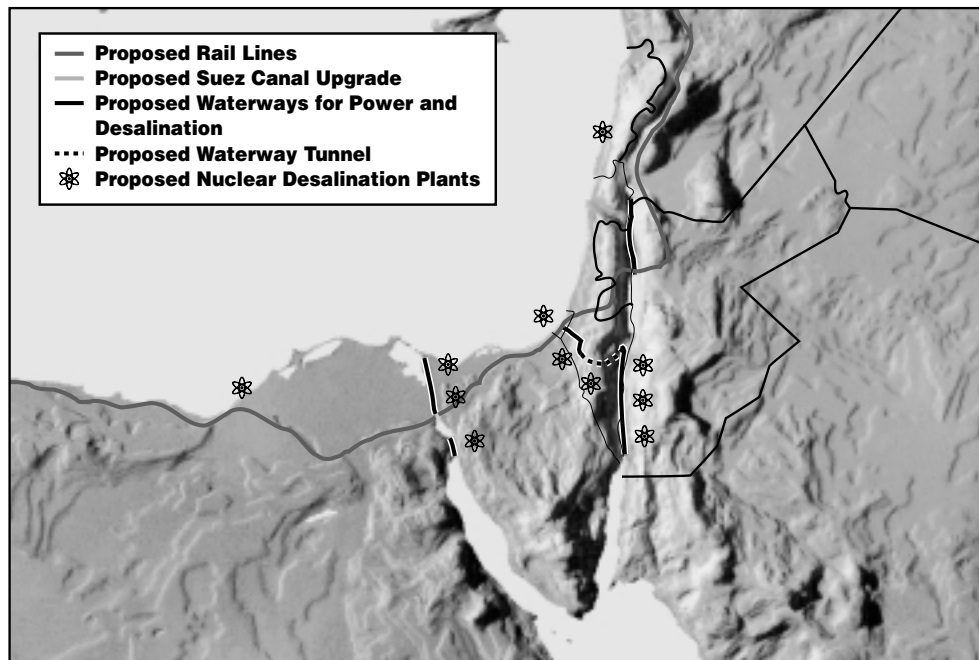 Proposed Rail Lines
Proposed Suez Canal Upgrade
Proposed Waterways for Power and
Desalination
Proposed Waterway Tunnel
Proposed Nuclear Desalination Plants